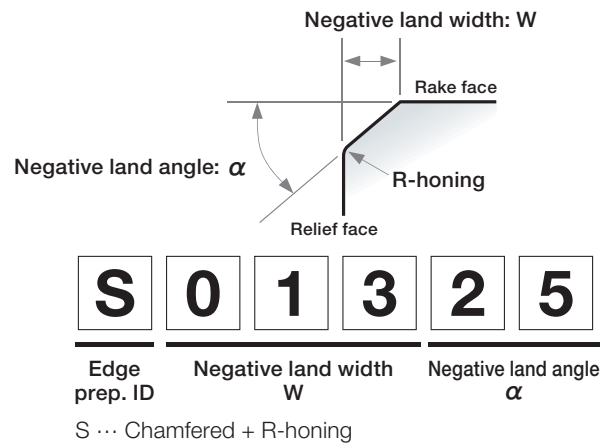 Negative land width: W
Rake face
Negative land angle: α
R-honing
Relief face
S 0 1 3 2 5
Edge prep. ID
Negative land width W
Negative land angle α
S ··· Chamfered + R-honing